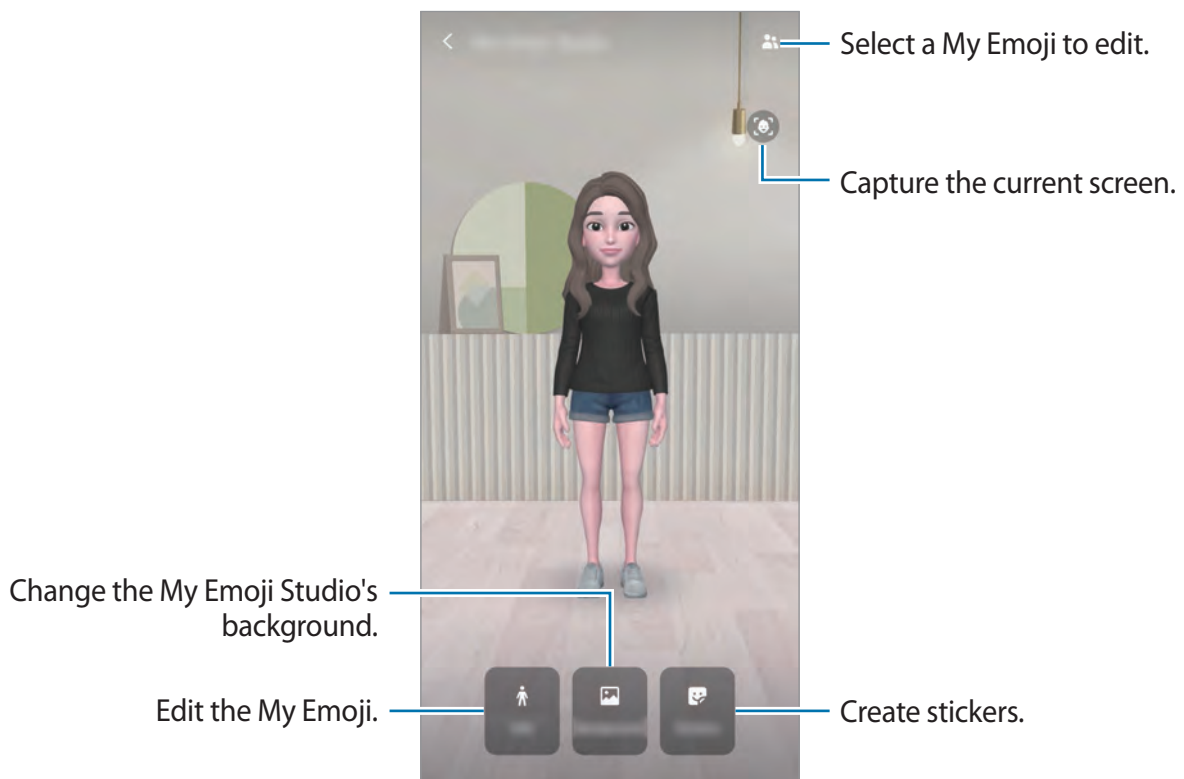 Select a My Emoji to edit.
Capture the current screen.
Change the My Emoji Studio's
background.
Edit the My Emoji.
Create stickers.